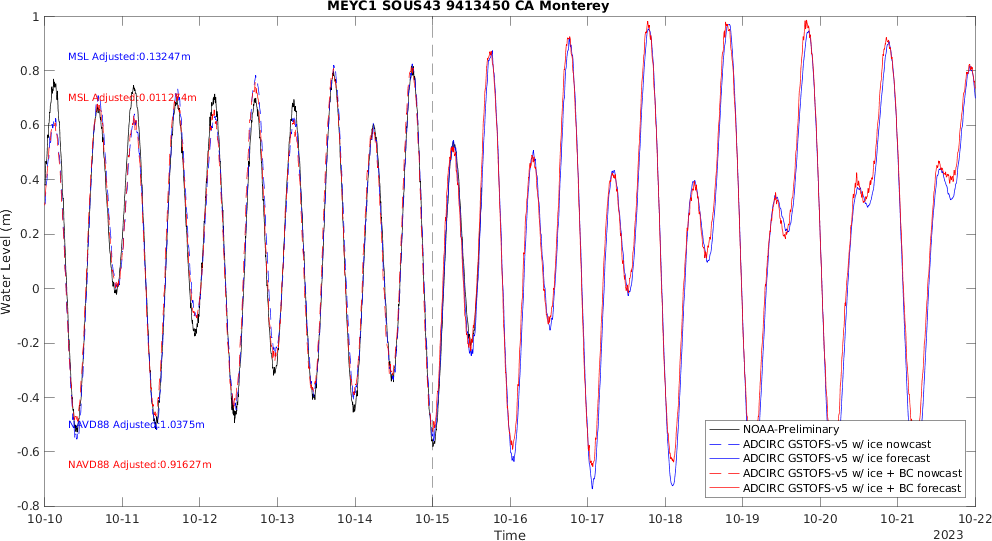 MEYC1 SOUS43 9413450 CA Monterey
1
0.8
0.6
0.4
0.2
0
-0.2
-0.4
-0.6
-0.8
Water Level (m)
MSL Adjusted:0.13247m
NAVD88 Adjusted:1.0375m
NAVD88 Adjusted:0.91627m
NOAA-Preliminary
ADCIRC GSTOFS-v5 w/ ice nowcast
ADCIRC GSTOFS-v5 w/ ice forecast
ADCIRC GSTOFS-v5 w/ ice + BC nowcast
ADCIRC GSTOFS-v5 w/ ice + BC forecast
10-10 10-11 10-12 10-13 10-14 10-15 10-16 10-17 10-18 10-19 10-20 10-21 10-22
Time
2023
MSL